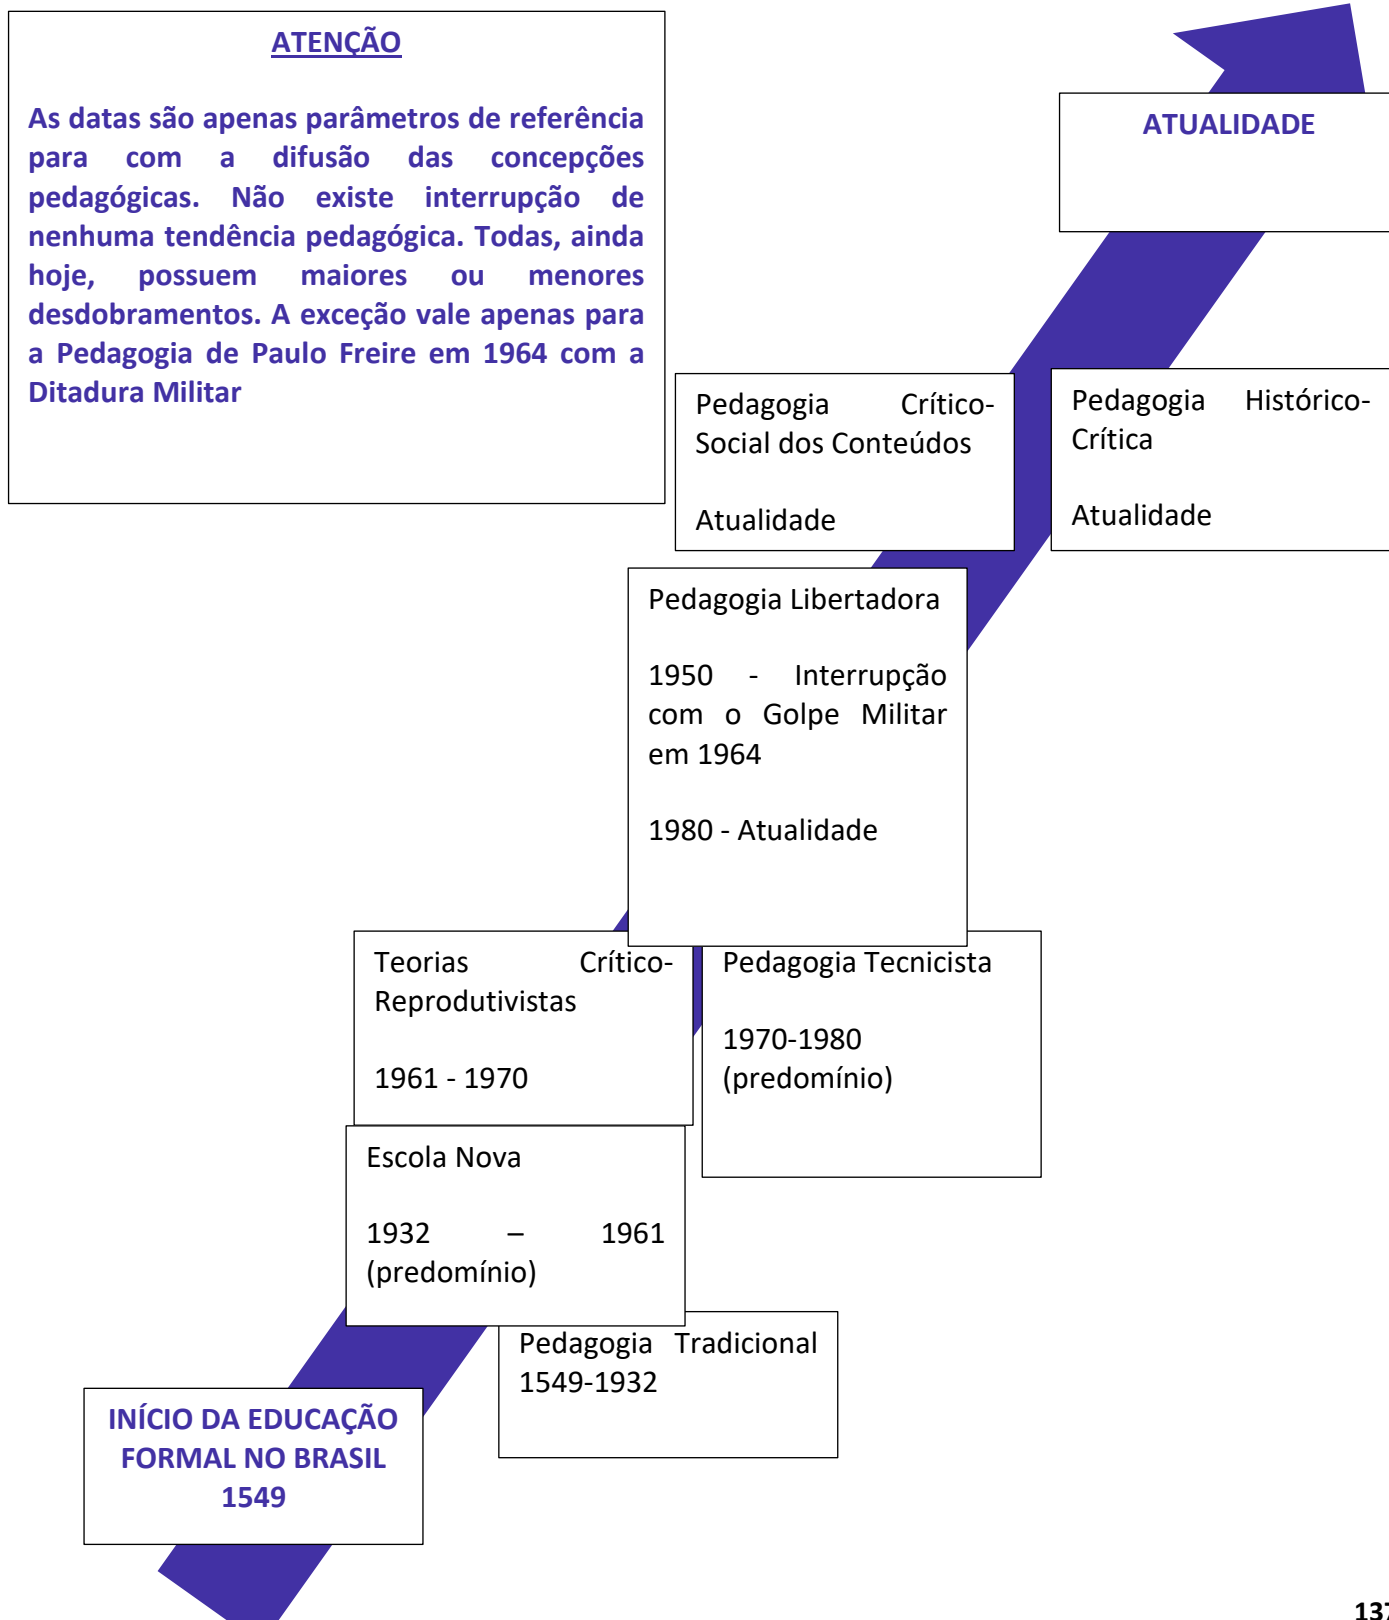 ATENÇÃO
As datas são apenas parâmetros de referência
para com a difusão das concepções
pedagógicas. Não existe interrupção de
nenhuma tendência pedagógica. Todas, ainda
hoje, possuem maiores ou menores
desdobramentos. A exceção vale apenas para
a Pedagogia de Paulo Freire em 1964 com a
Ditadura Militar
ATUALIDADE
Pedagogia Crítico-
Social dos Conteúdos
Atualidade
Pedagogia Histórico-
Crítica
Atualidade
Pedagogia Libertadora
1950 - Interrupção
com o Golpe Militar
em 1964
1980 - Atualidade
Teorias Crítico-
Reprodutivistas
1961 - 1970
Pedagogia Tecnicista
1970-1980
(predomínio)
Escola Nova
1932 – 1961
(predomínio)
Pedagogia Tradicional
1549-1932
INÍCIO DA EDUCAÇÃO
FORMAL NO BRASIL
1549
137